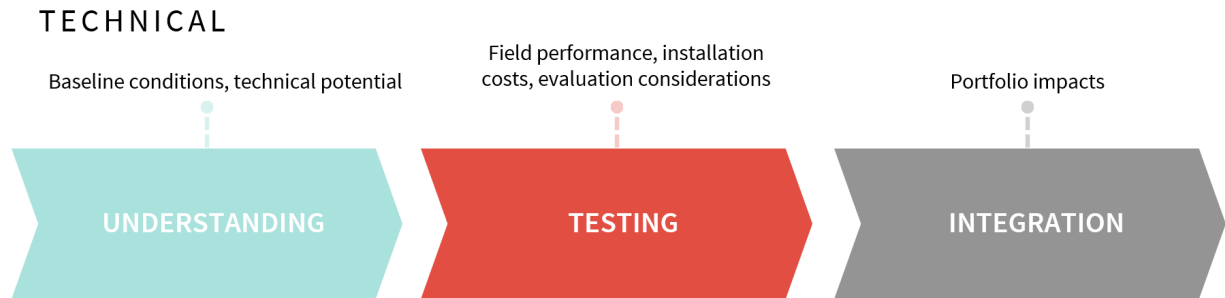 TECHNICAL
Baseline conditions, technical potential
Field performance, installation
costs, evaluation considerations
Portfolio impacts
UNDERSTANDING
TESTING
INTEGRATION